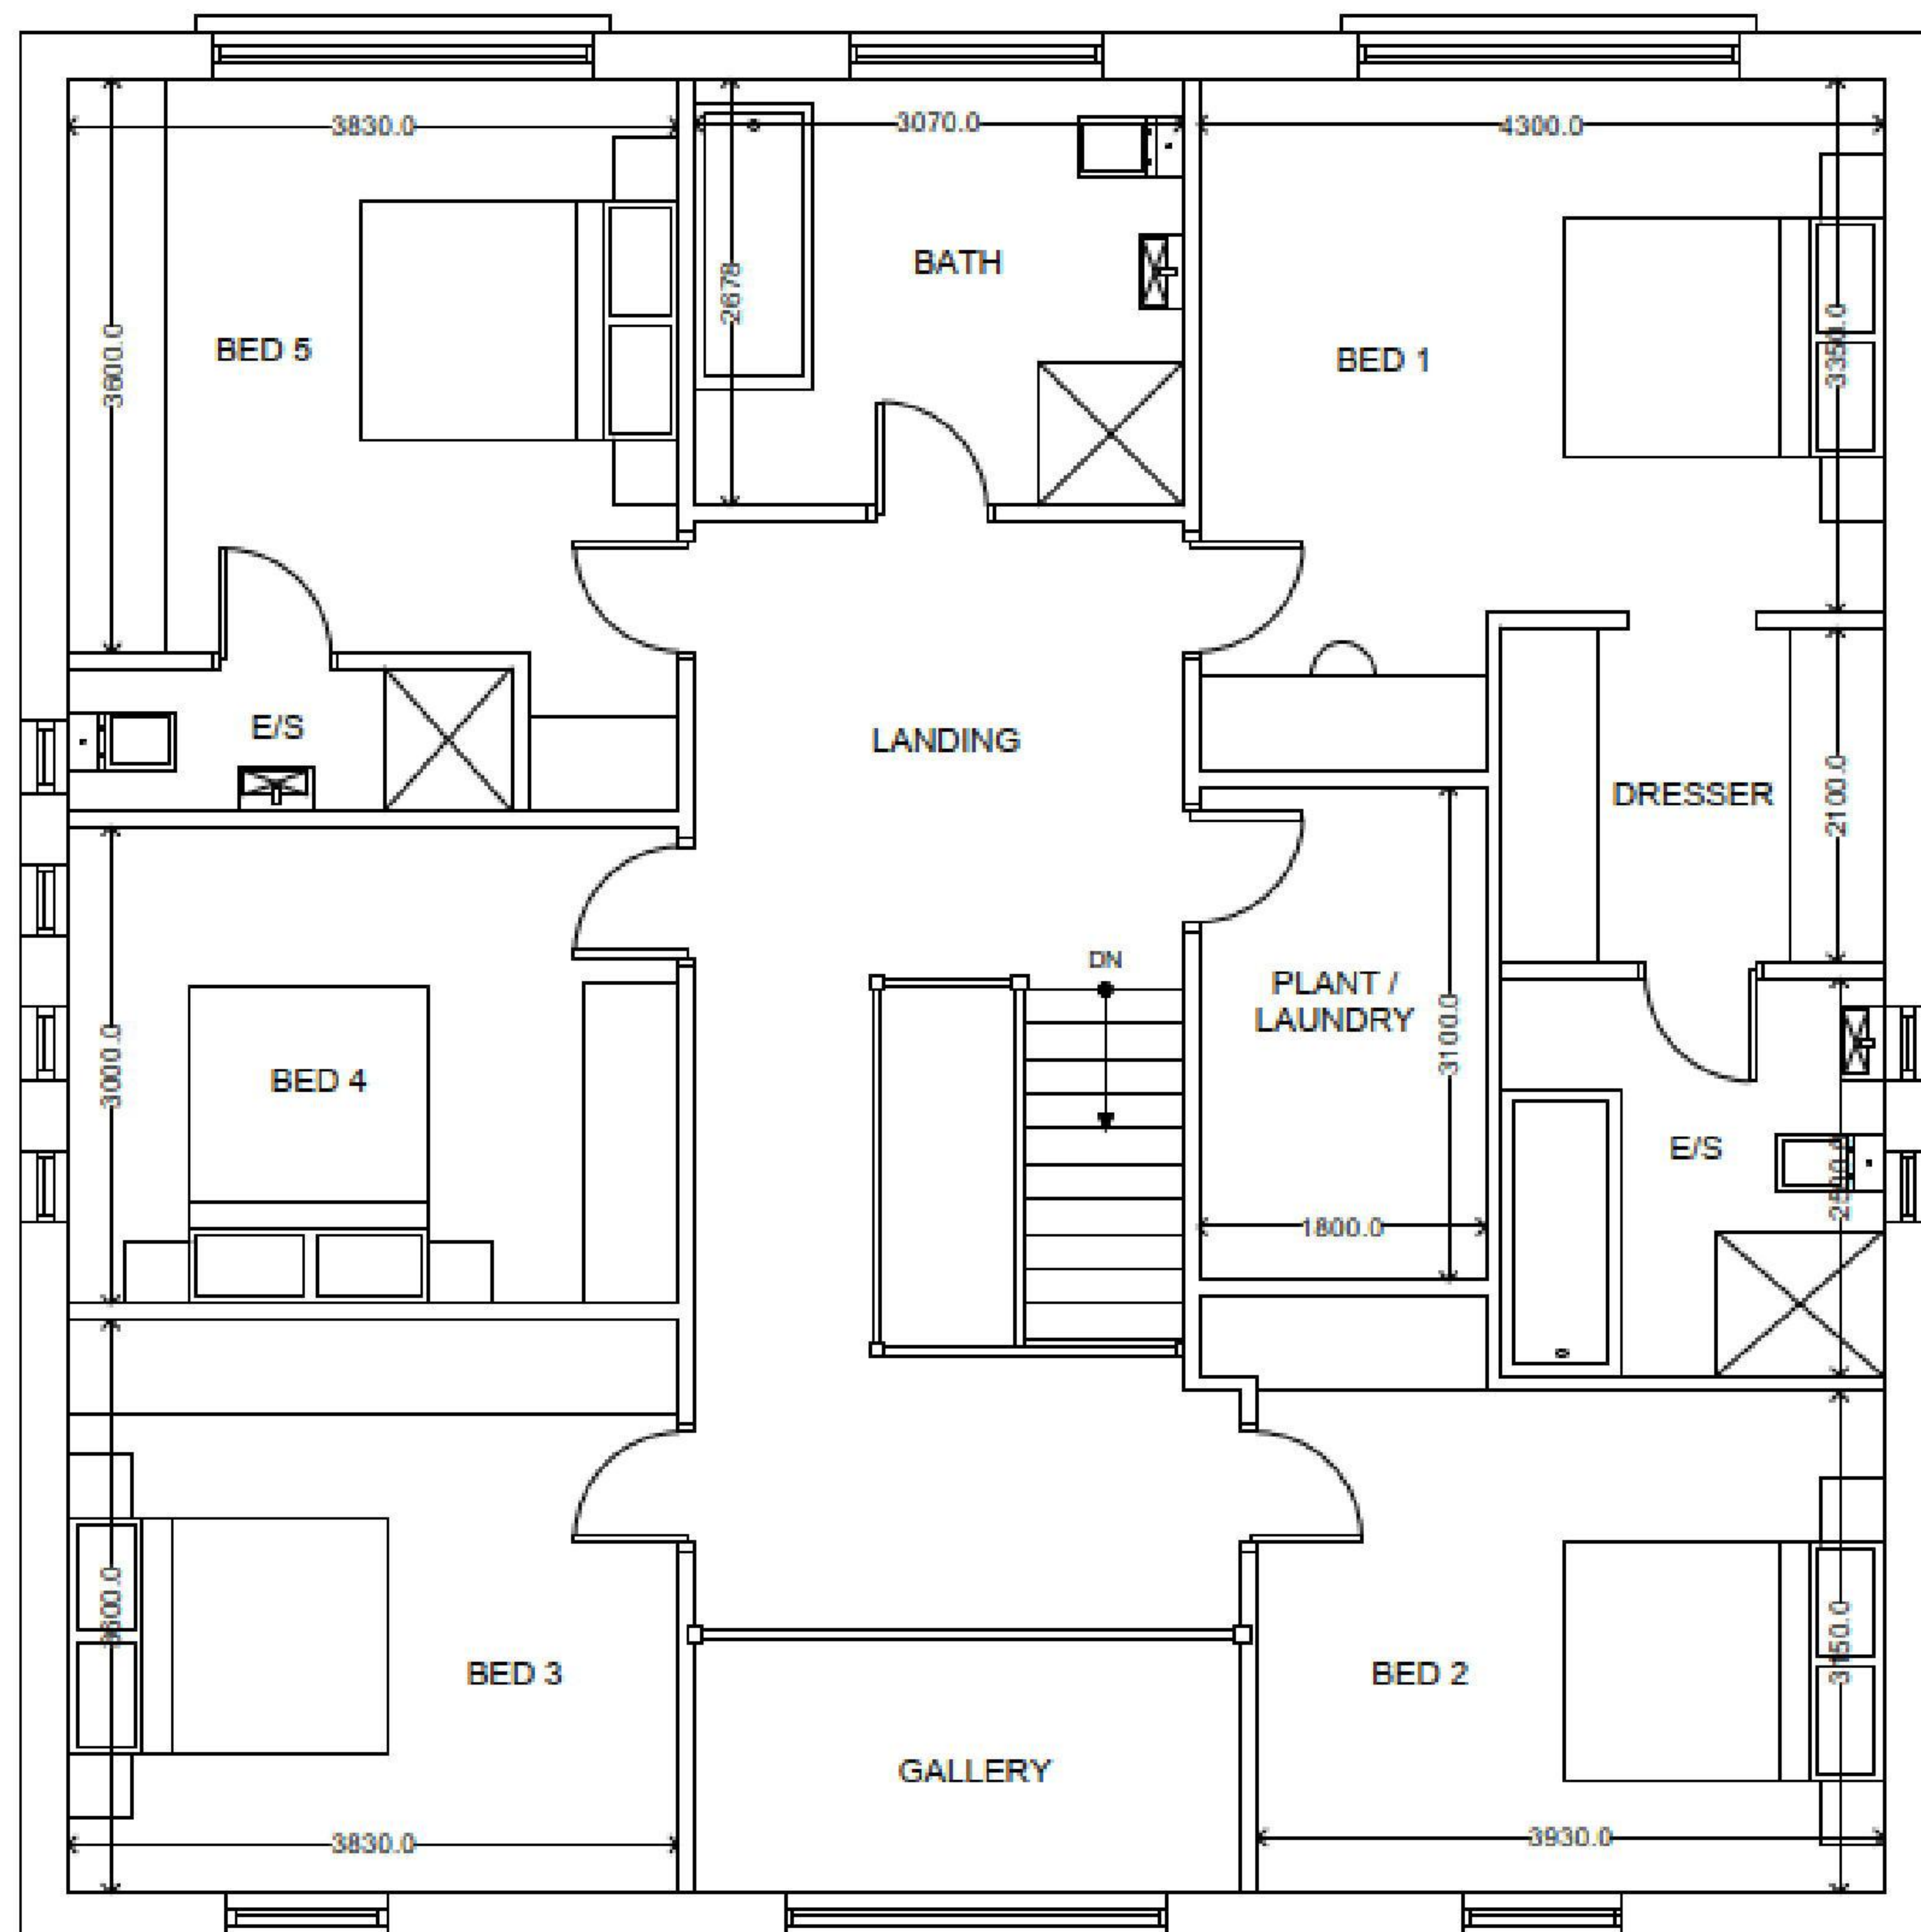 3830.0
3070.0
4300.0
BATH
2678
BED 5
3600.0
BED 1
3350.0
E/S
LANDING
DRESSER
2100.0
DN
PLANT /
LAUNDRY
3100.0
BED 4
3000.0
E/S
1800.0
3600.0
BED 3
BED 2
3150.0
GALLERY
3830.0
3930.0